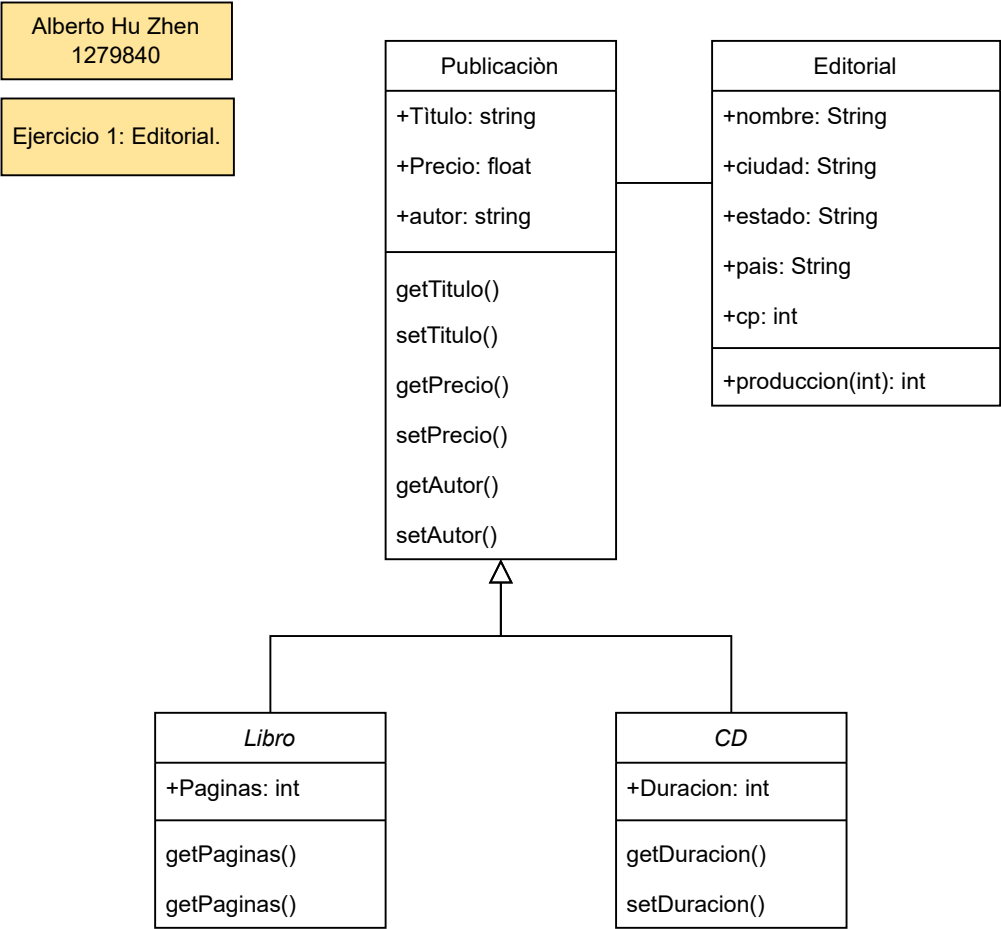 Alberto Hu Zhen
1279840
Ejercicio 1: Editorial.
Publicaciòn
+Tìtulo: string
+Precio: float
+autor: string
getTitulo()
setTitulo()
getPrecio()
setPrecio()
getAutor()
setAutor()
Editorial
+nombre: String
+ciudad: String
+estado: String
+pais: String
+cp: int
+produccion(int): int
Libro
+Paginas: int
getPaginas()
getPaginas()
CD
+Duracion: int
getDuracion()
setDuracion()